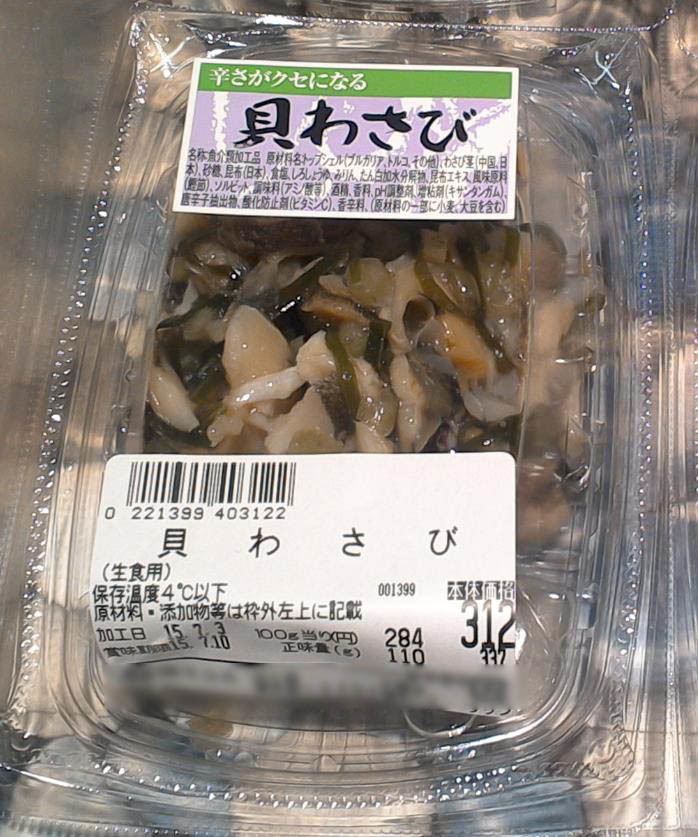 辛さがクセになる
貝わさび
名称:魚介類加工品 原材料名:トップシェル(ブルガリア、トルコ、その他)、わさび茎(中国、日
本)、砂糖、昆布(日本)、食塩、しろしょうゆ、みりん、たん白加水分解物、昆布エキス、風味原料
(鰹節)、ソルビット、調味料(アミノ酸等)、酒精、香料、pH調整剤、増粘剤(キサンタンガム)、
唐辛子抽出物、酸化防止剤(ビタミンC)、香辛料、(原材料の一部に小麦、大豆を含む)
0 221399 403122
貝わさび
(生食用)
保存温度4℃以下 001399 本体価格
原材料・添加物等は枠外左上に記載 312
加工日 15.7.3 100g当り(円) 284
賞味期限15.7.10 正味量(g) 110 337